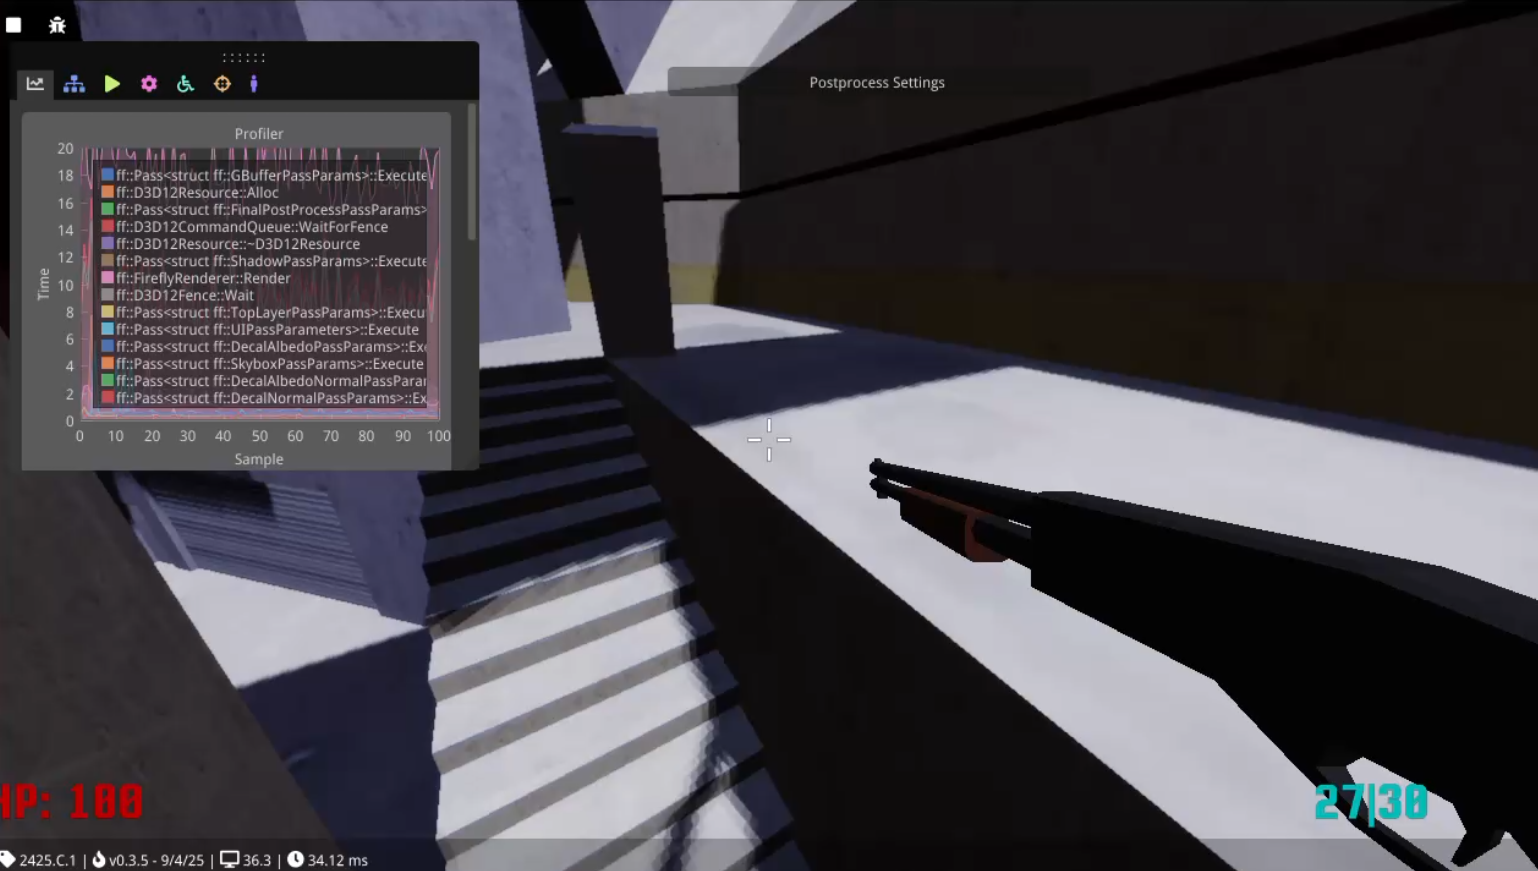 Postprocess Settings
Profiler
20
18
16
14
12
10
8
6
4
2
0
Time
ff::Pass<struct ff::GBufferPassParams>::Execute
ff::D3D12Resource::Alloc
ff::Pass<struct ff::FinalPostProcessPassParams>
ff::D3D12CommandQueue::WaitForFence
ff::D3D12Resource::~D3D12Resource
ff::Pass<struct ff::ShadowPassParams>::Execute
ff::FireflyRenderer::Render
ff::D3D12Fence::Wait
ff::Pass<struct ff::TopLayerPassParams>::Execu
ff::Pass<struct ff::UIPassParameters>::Execute
ff::Pass<struct ff::DecalAlbedoPassParams>::Ex
ff::Pass<struct ff::SkyboxPassParams>::Execute
ff::Pass<struct ff::DecalAlbedoNormalPassParar
ff::Pass<struct ff::DecalNormalPassParams>::Ex
0 10 20 30 40 50 60 70 80 90 100
Sample
HP: 100
27|30
2425.C.1 | v0.3.5 - 9/4/25 | 36.3 | 34.12 ms